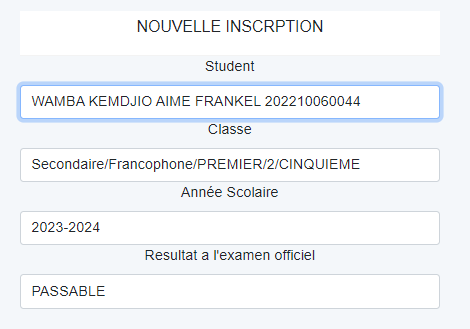 NOUVELLE INSCRPTION
Student
WAMBA KEMDJIO AIME FRANKEL 202210060044
Classe
Secondaire/Francophone/PREMIER/2/CINQUIEME
Année Scolaire
2023-2024
Resultat a l'examen officiel
PASSABLE